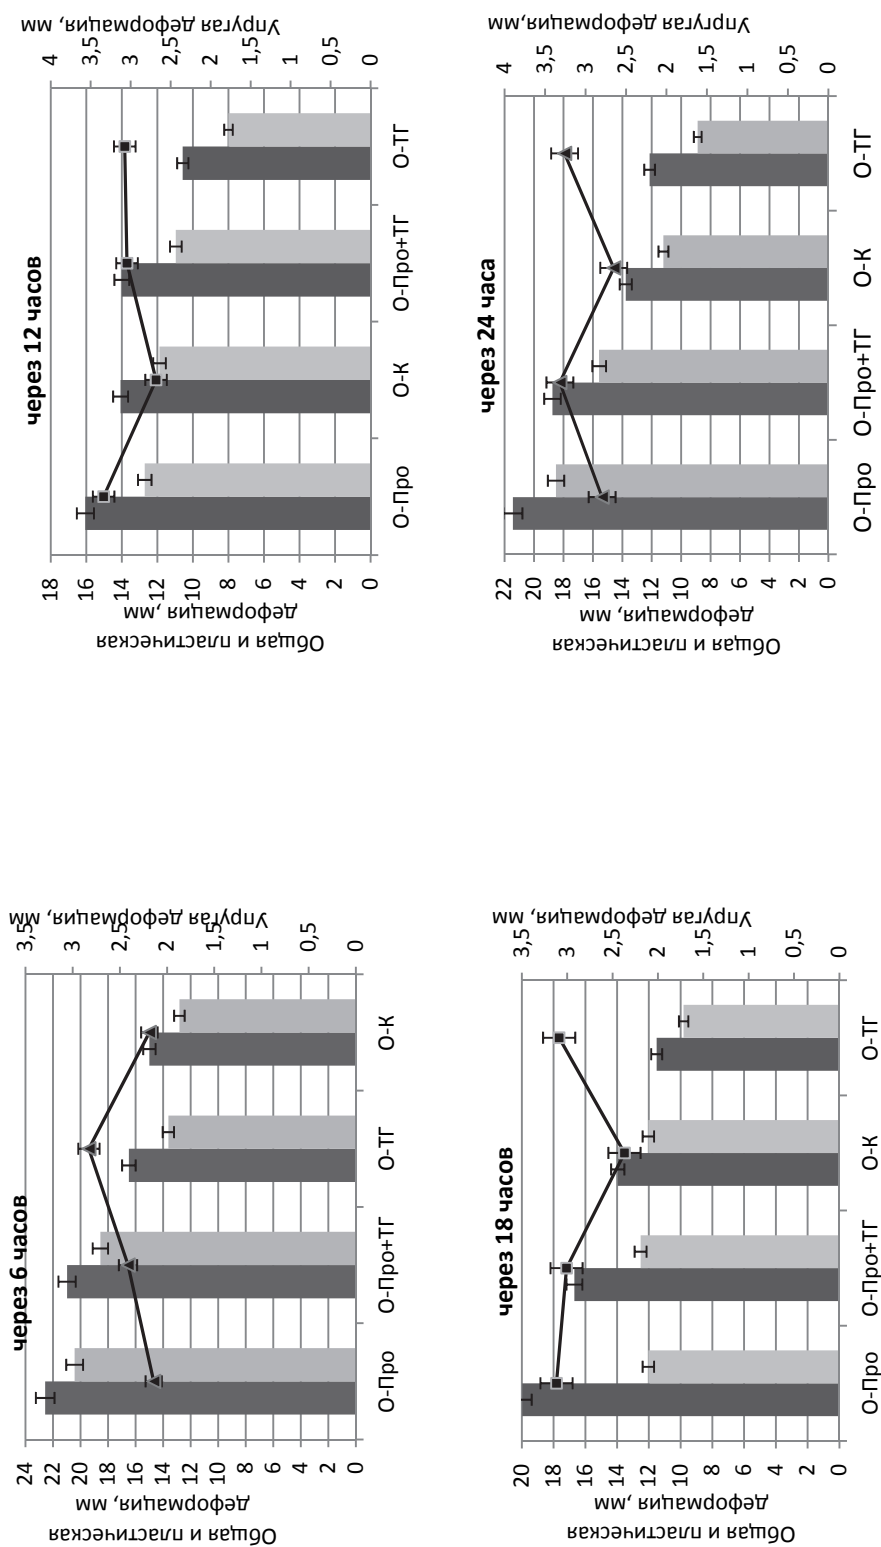 через 6 часов
Общая и пластическая
деформация, мм
24
22
20
18
16
14
12
10
8
6
4
2
0
О-Про
О-Про+ТГ
О-ТГ
О-К
3,5
3
2,5
2
1,5
1
0,5
0
Упругая деформация, мм
через 12 часов
Общая и пластическая
деформация, мм
18
16
14
12
10
8
6
4
2
0
О-Про
О-К
О-Про+ТГ
О-ТГ
4
3,5
3
2,5
2
1,5
1
0,5
0
Упругая деформация, мм
через 18 часов
Общая и пластическая
деформация, мм
20
18
16
14
12
10
8
6
4
2
0
О-Про
О-Про+ТГ
О-К
О-ТГ
3,5
3
2,5
2
1,5
1
0,5
0
Упругая деформация, мм
через 24 часа
Общая и пластическая
деформация, мм
22
20
18
16
14
12
10
8
6
4
2
0
О-Про
О-Про+ТГ
О-К
О-ТГ
4
3,5
3
2,5
2
1,5
1
0,5
0
Упргугая деформация,мм